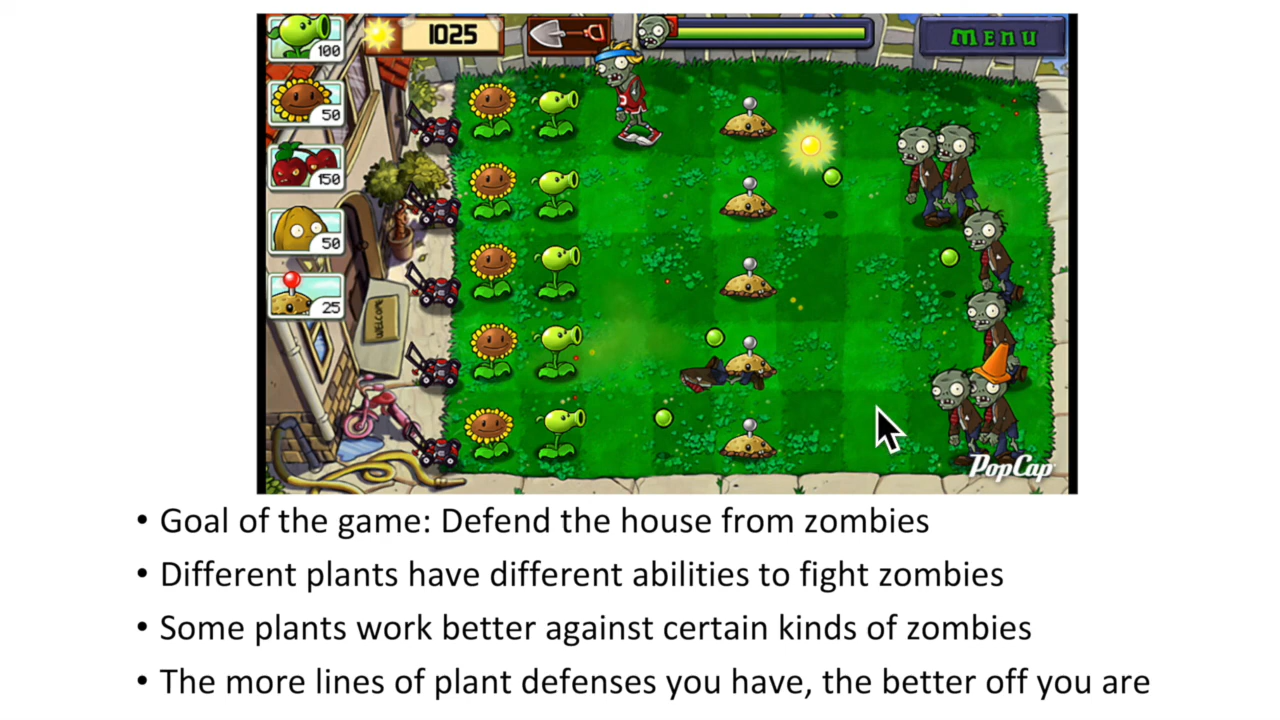 100
1025
MENU
50
150
50
25
WELCOME
PopCap
• Goal of the game: Defend the house from zombies
• Different plants have different abilities to fight zombies
• Some plants work better against certain kinds of zombies
• The more lines of plant defenses you have, the better off you are